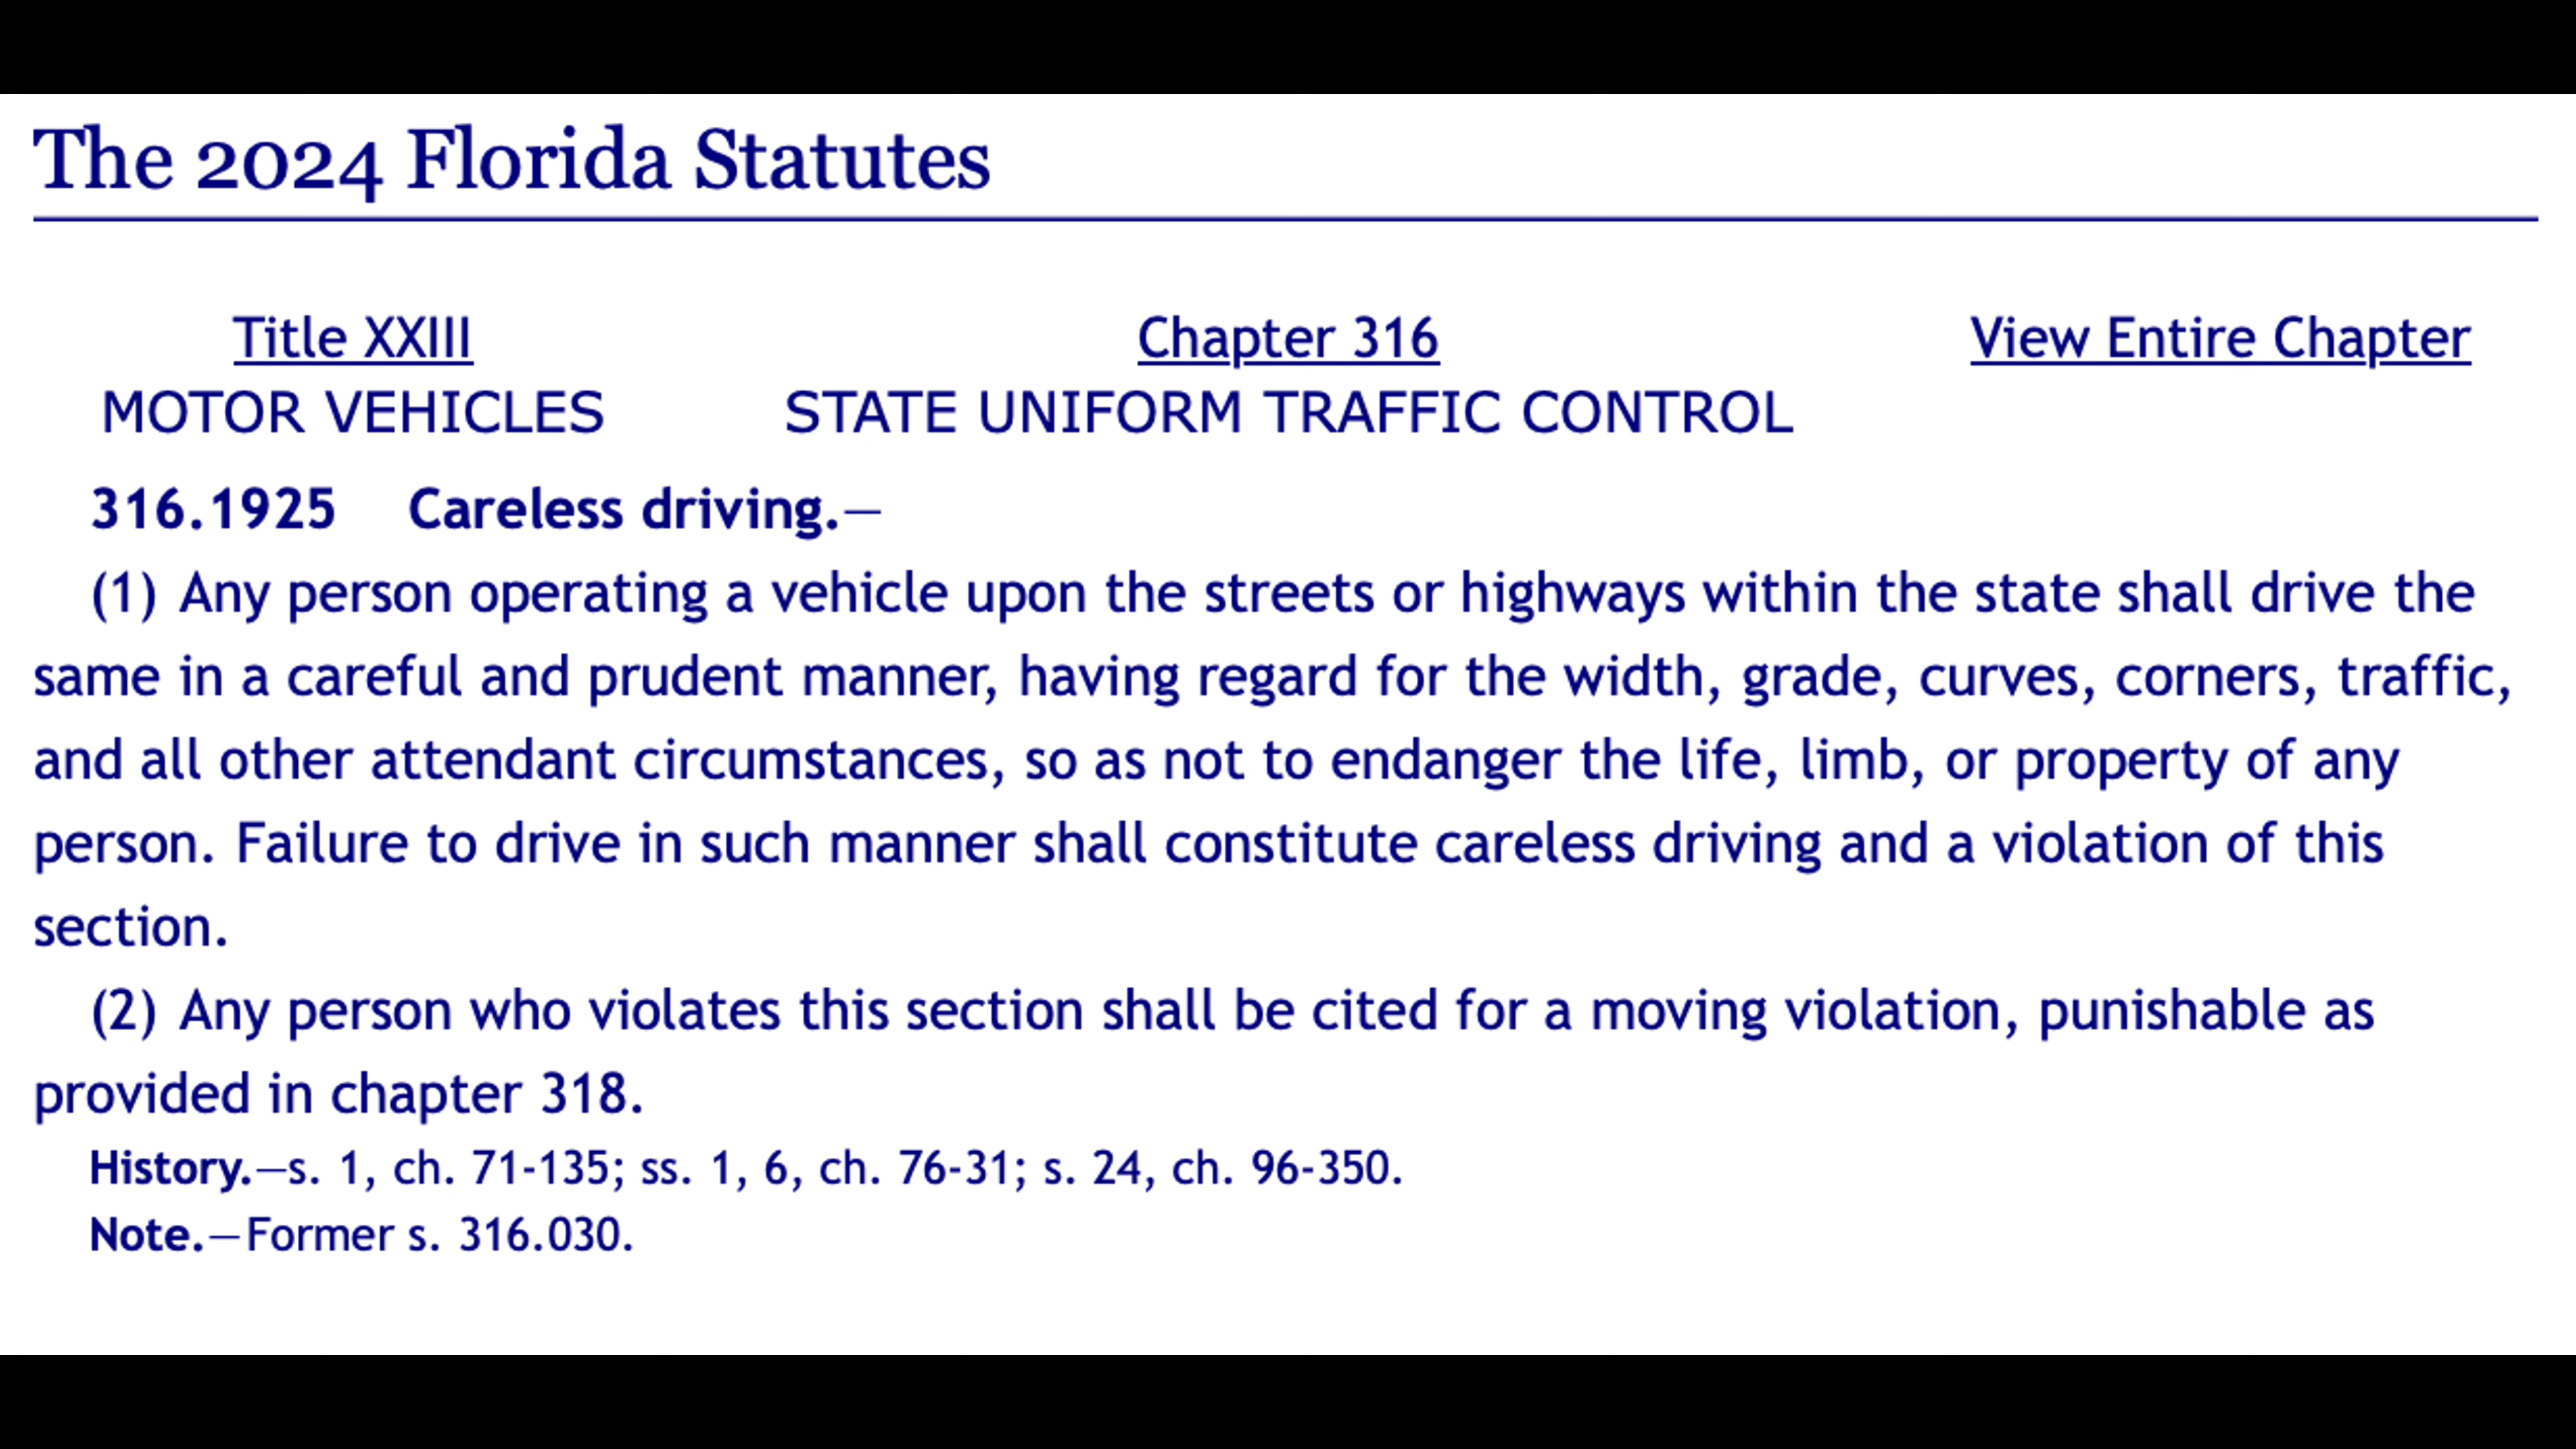 The 2024 Florida Statutes
Title XXIII Chapter 316 View Entire Chapter
MOTOR VEHICLES STATE UNIFORM TRAFFIC CONTROL
316.1925 Careless driving.—
(1) Any person operating a vehicle upon the streets or highways within the state shall drive the
same in a careful and prudent manner, having regard for the width, grade, curves, corners, traffic,
and all other attendant circumstances, so as not to endanger the life, limb, or property of any
person. Failure to drive in such manner shall constitute careless driving and a violation of this
section.
(2) Any person who violates this section shall be cited for a moving violation, punishable as
provided in chapter 318.
History.—s. 1, ch. 71-135; ss. 1, 6, ch. 76-31; s. 24, ch. 96-350.
Note.—Former s. 316.030.